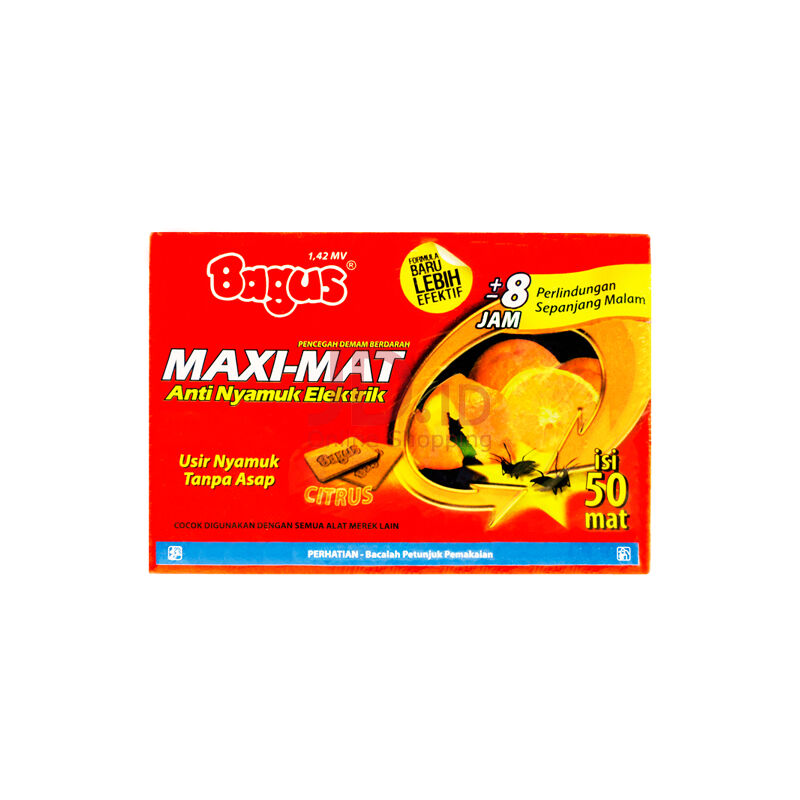 1,42 MV
Bagus®
FORMULA
BARU
LEBIH
EFEKTIF
± 8
JAM
Perlindungan
Sepanjang Malam
PENCEGAH DEMAM BERDARAH
MAXI-MAT
Anti Nyamuk Elektrik
Usir Nyamuk
Tanpa Asap
Bagus
CITRUS
isi
50
mat
COCOK DIGUNAKAN DENGAN SEMUA ALAT MEREK LAIN
PERHATIAN - Bacalah Petunjuk Pemakaian